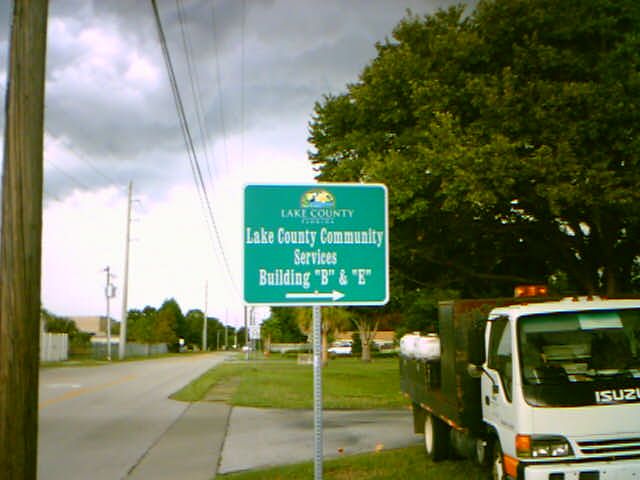 LAKE COUNTY
FLORIDA
Lake County Community
Services
Building "B" & "E"
ISUZU